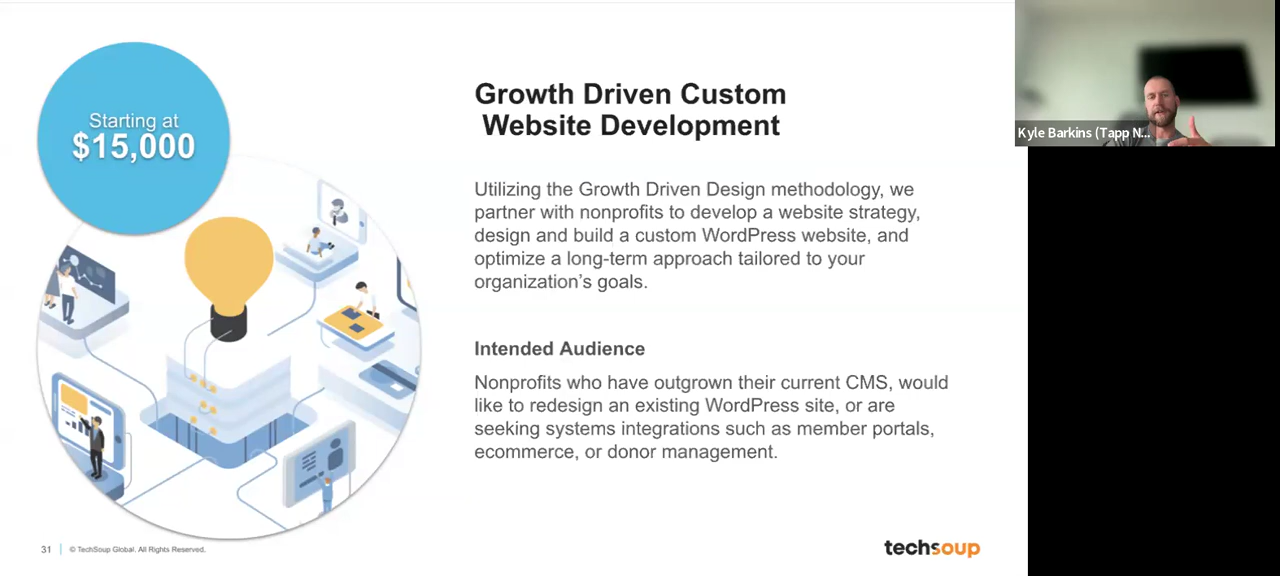 Starting at
$15,000
Growth Driven Custom
Website Development
Utilizing the Growth Driven Design methodology, we
partner with nonprofits to develop a website strategy,
design and build a custom WordPress website, and
optimize a long-term approach tailored to your
organization’s goals.
Intended Audience
Nonprofits who have outgrown their current CMS, would
like to redesign an existing WordPress site, or are
seeking systems integrations such as member portals,
ecommerce, or donor management.
31 | © TechSoup Global. All Rights Reserved.
techsoup
Kyle Barkins (Tapp N...